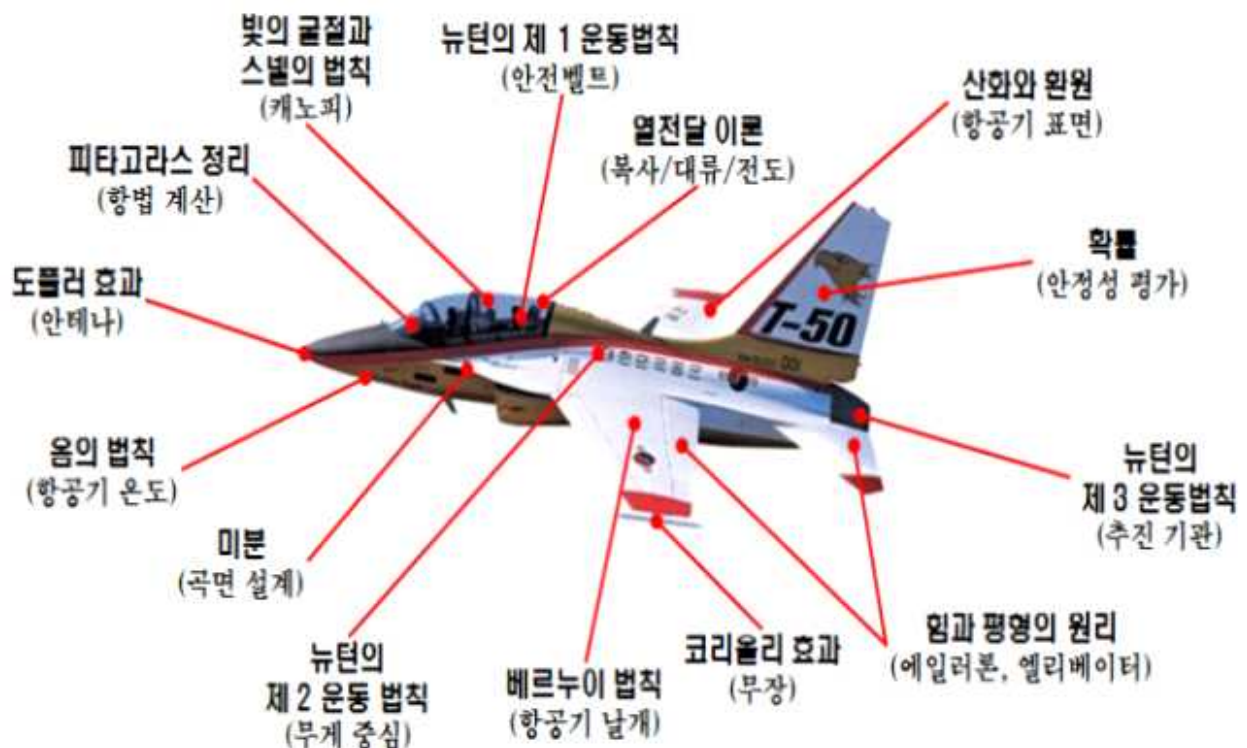 빛의 굴절과
스넬의 법칙
(캐노피)
뉴턴의 제 1 운동법칙
(안전벨트)
산화와 환원
(항공기 표면)
열전달 이론
(복사/대류/전도)
피타고라스 정리
(항법 계산)
확률
(안정성 평가)
도플러 효과
(안테나)
T-50
001
옴의 법칙
(항공기 온도)
뉴턴의
제 3 운동법칙
(추진 기관)
미분
(곡면 설계)
힘과 평형의 원리
(에일러론, 엘리베이터)
코리올리 효과
(무장)
뉴턴의
제 2 운동 법칙
(무게 중심)
베르누이 법칙
(항공기 날개)